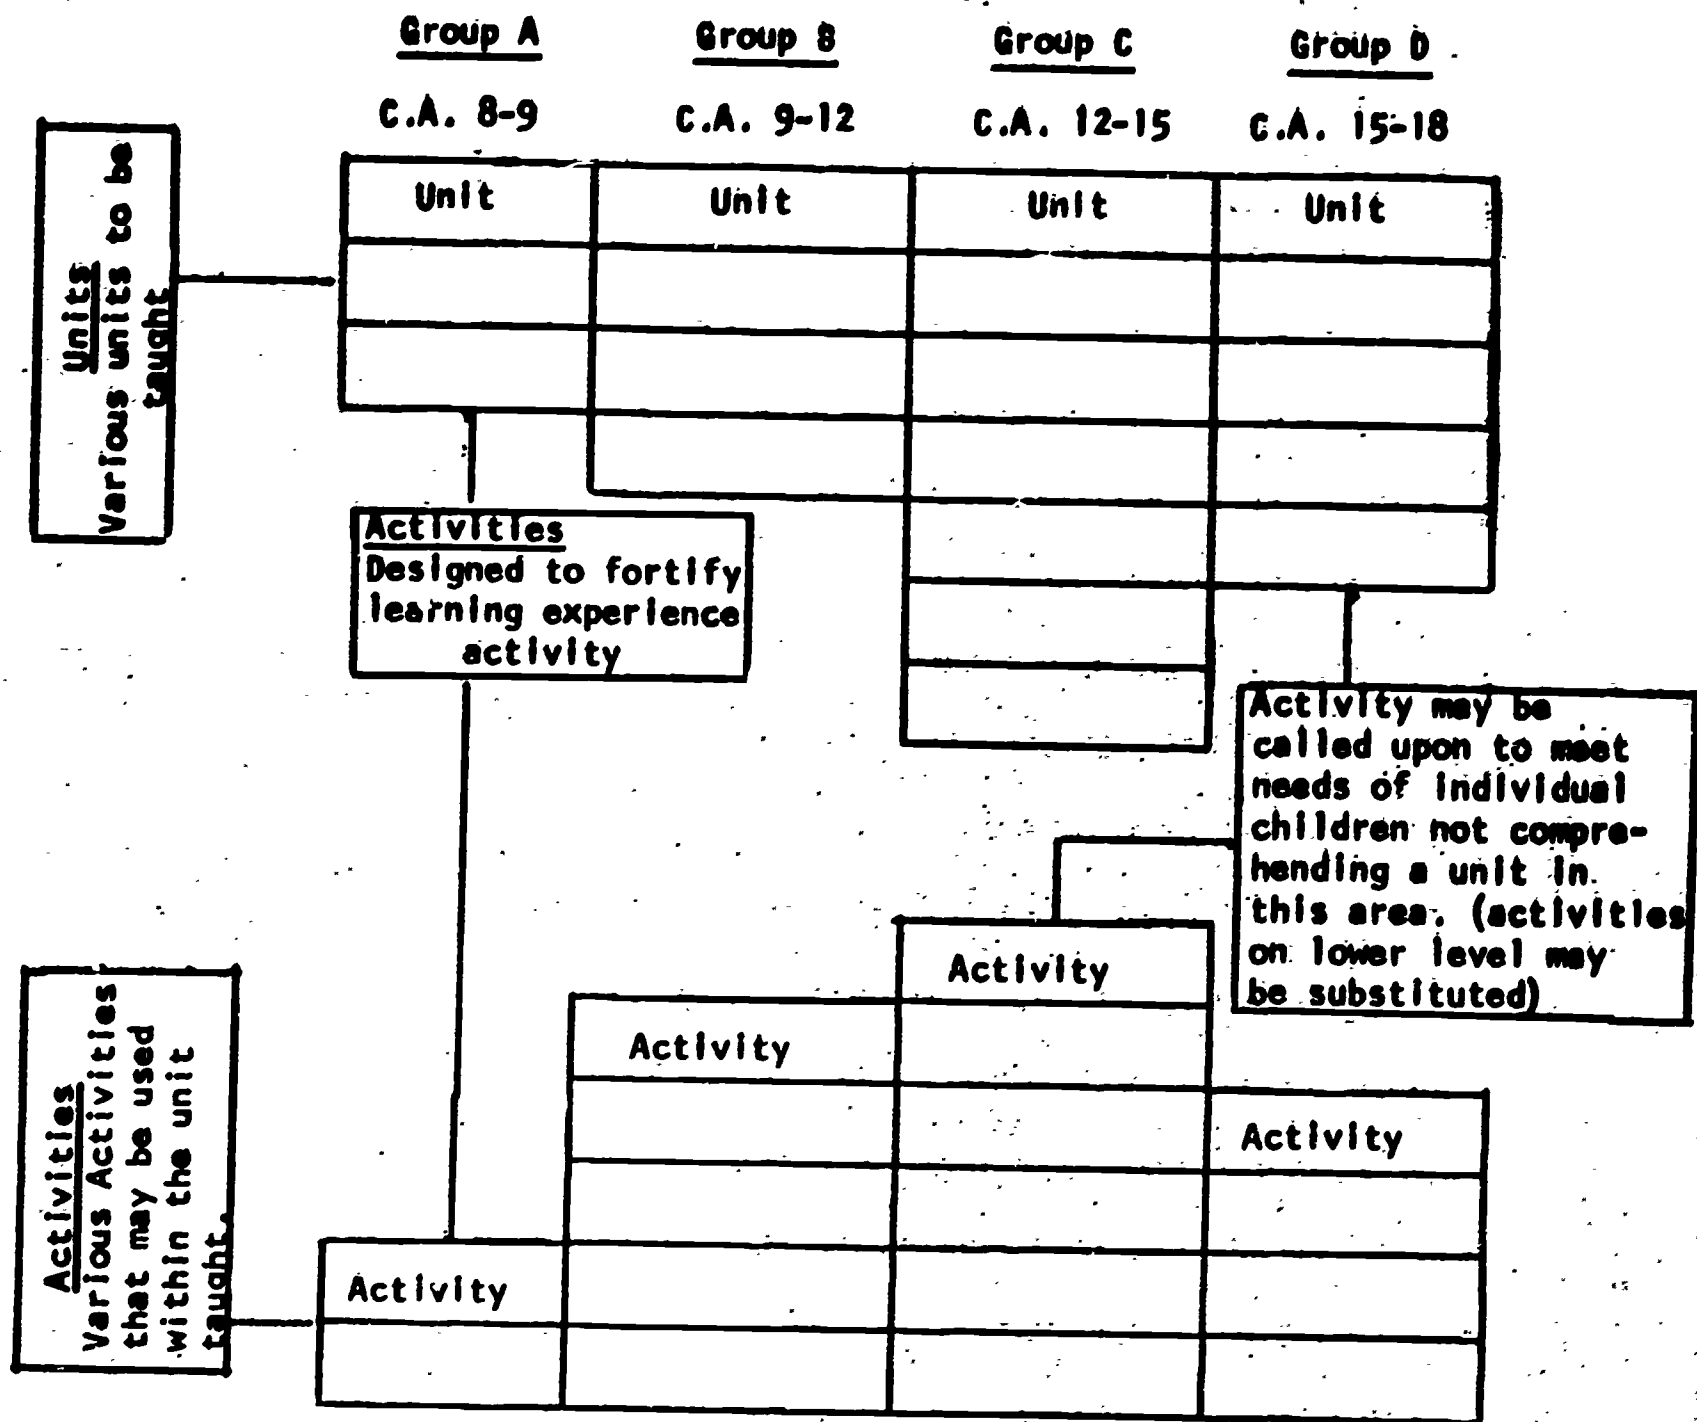 Group A Group B Group C Group D
C.A. 8-9 C.A. 9-12 C.A. 12-15 C.A. 15-18
Units
Various units to be
taught
Unit Unit Unit Unit
Activities
Designed to fortify
learning experience
activity
Activity may be
called upon to meet
needs of individual
children not compre-
hending a unit in
this area. (activities
on lower level may
be substituted)
Activities
Various Activities
that may be used
within the unit
taught.
Activity
Activity
Activity
Activity